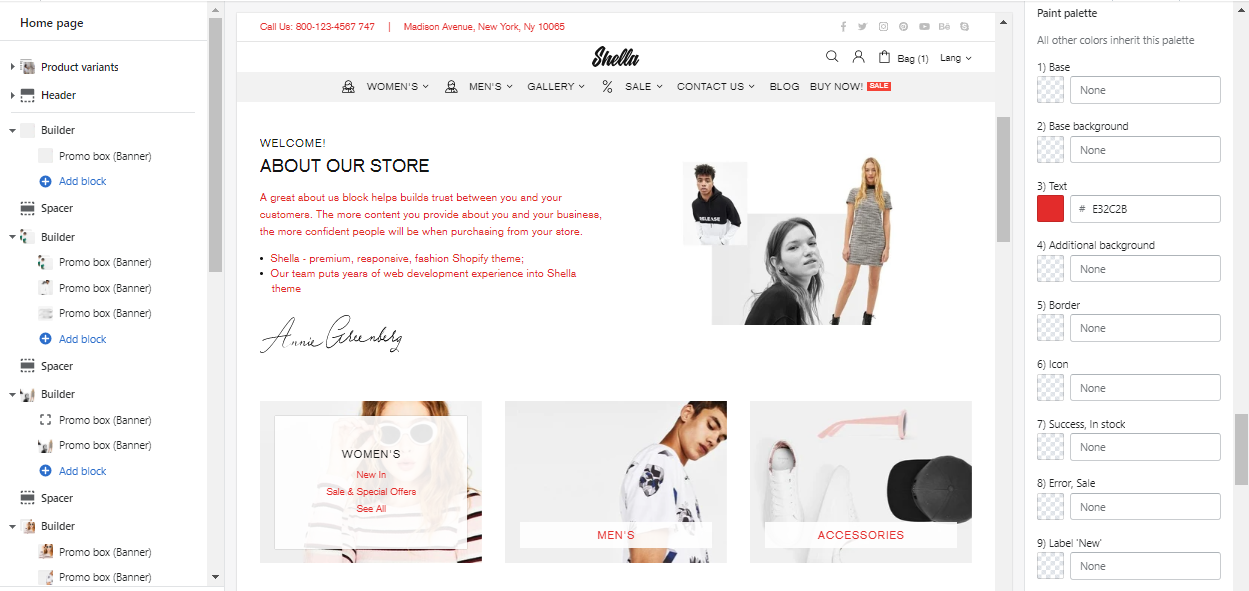 Home page
Product variants
Header
Builder
Promo box (Banner)
Add block
Spacer
Builder
Promo box (Banner)
Promo box (Banner)
Promo box (Banner)
Add block
Spacer
Builder
Promo box (Banner)
Promo box (Banner)
Add block
Spacer
Builder
Promo box (Banner)
Promo box (Banner)
Call Us: 800-123-4567 747 | Madison Avenue, New York, Ny 10065
Shella
Bag (1) Lang
WOMEN'S MEN'S GALLERY % SALE CONTACT US BLOG BUY NOW! SALE
WELCOME!
ABOUT OUR STORE
A great about us block helps builds trust between you and your
customers. The more content you provide about you and your business,
the more confident people will be when purchasing from your store.
• Shella - premium, responsive, fashion Shopify theme;
• Our team puts years of web development experience into Shella
theme
Annie Greenberg
RELEASE
WOMEN'S
New In
Sale & Special Offers
See All
MEN'S
ACCESSORIES
Paint palette
All other colors inherit this palette
1) Base
None
2) Base background
None
3) Text
# E32C2B
4) Additional background
None
5) Border
None
6) Icon
None
7) Success, In stock
None
8) Error, Sale
None
9) Label 'New'
None